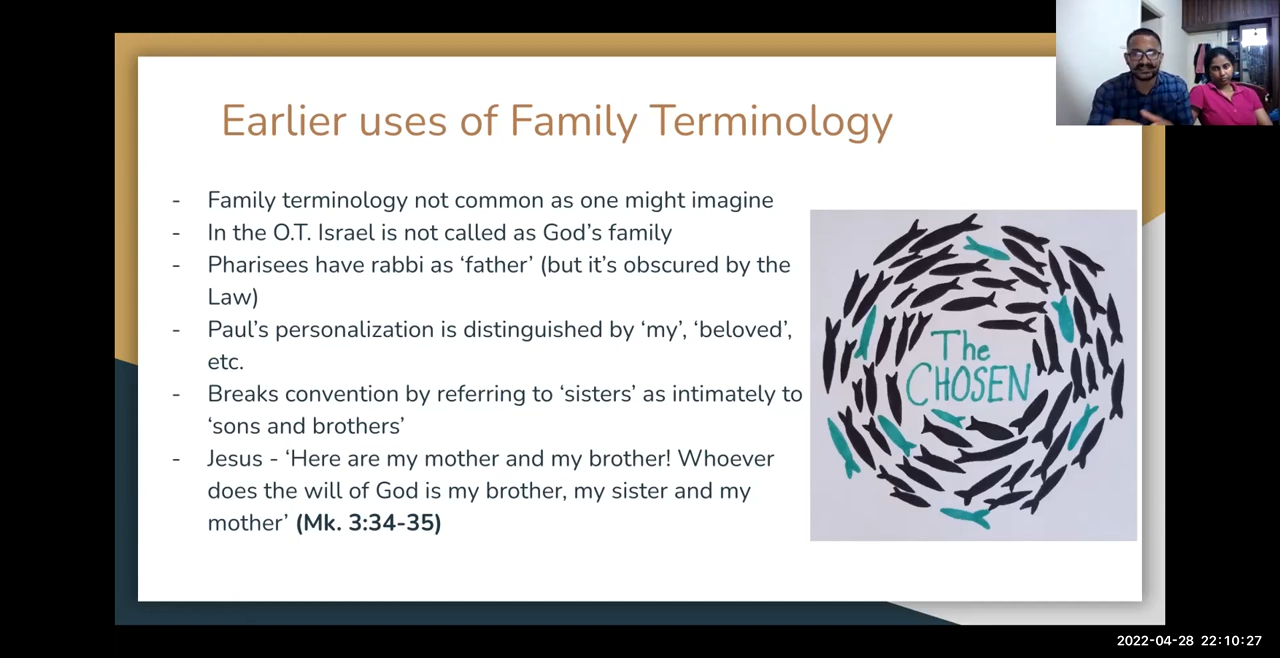 Earlier uses of Family Terminology
- Family terminology not common as one might imagine
- In the O.T. Israel is not called as God’s family
- Pharisees have rabbi as ‘father’ (but it’s obscured by the
Law)
- Paul’s personalization is distinguished by ‘my’, ‘beloved’,
etc.
- Breaks convention by referring to ‘sisters’ as intimately to
‘sons and brothers’
- Jesus - ‘Here are my mother and my brother! Whoever
does the will of God is my brother, my sister and my
mother’ (Mk. 3:34-35)
The
CHOSEN
2022-04-28 22:10:27